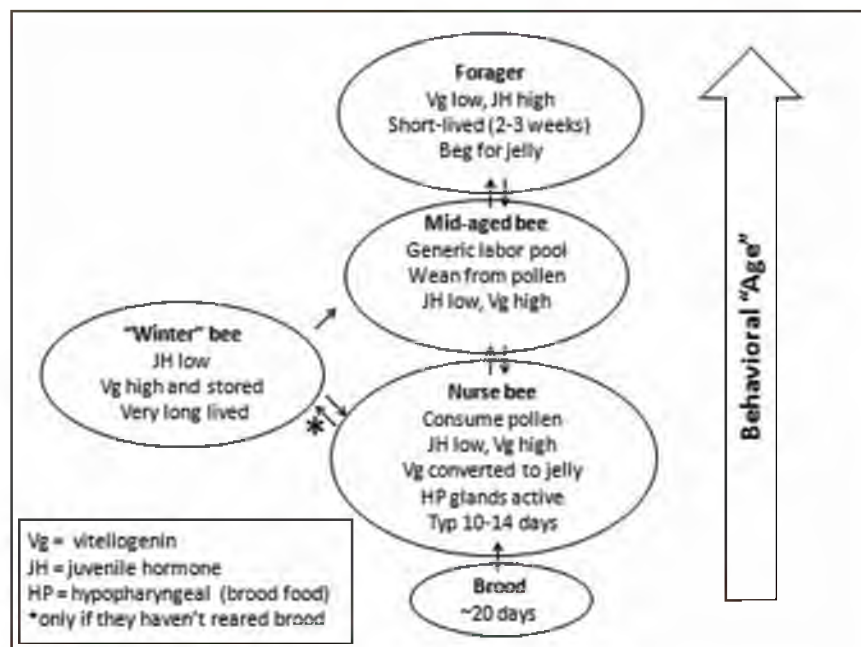 Forager
Vg low, JH high
Short-lived (2-3 weeks)
Beg for jelly
Mid-aged bee
Generic labor pool
Wean from pollen
JH low, Vg high
"Winter" bee
JH low
Vg high and stored
Very long lived
*
Nurse bee
Consume pollen
JH low, Vg high
Vg converted to jelly
HP glands active
Typ 10-14 days
Brood
~20 days
Behavioral "Age"
Vg = vitellogenin
JH = juvenile hormone
HP = hypopharyngeal (brood food)
*only if they haven't reared brood